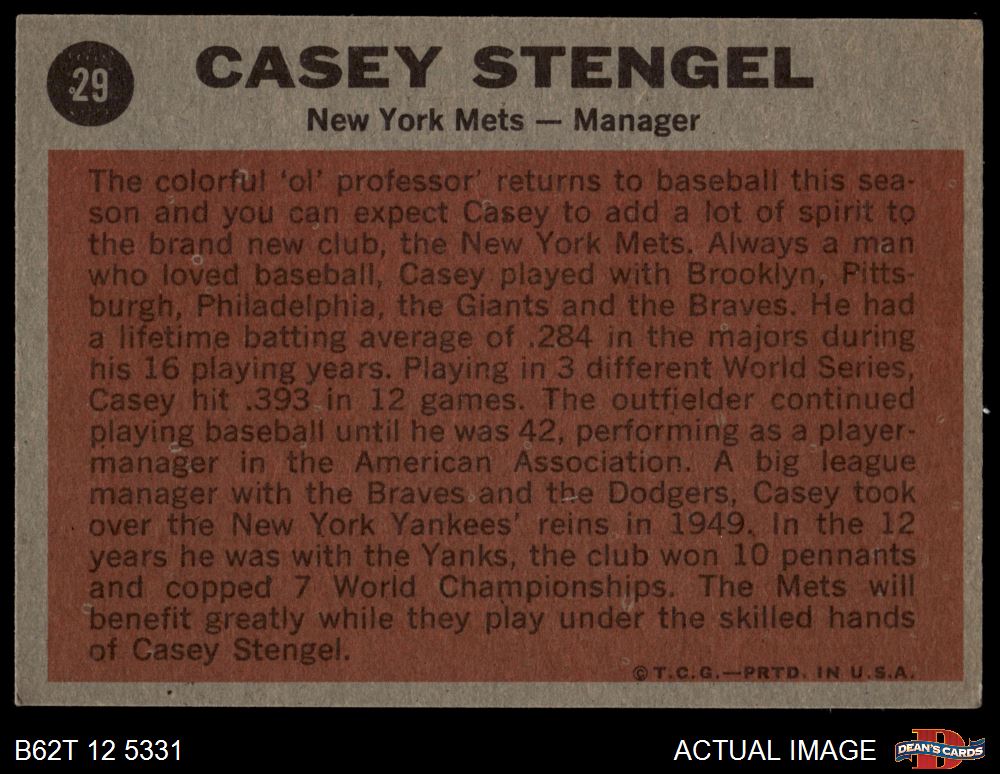 29
CASEY STENGEL
New York Mets — Manager
The colorful ‘ol’ professor’ returns to baseball this sea-
son and you can expect Casey to add a lot of spirit to
the brand new club, the New York Mets. Always a man
who loved baseball, Casey played with Brooklyn, Pitts-
burgh, Philadelphia, the Giants and the Braves. He had
a lifetime batting average of .284 in the majors during
his 16 playing years. Playing in 3 different World Series,
Casey hit .393 in 12 games. The outfielder continued
playing baseball until he was 42, performing as a player-
manager in the American Association. A big league
manager with the Braves and the Dodgers, Casey took
over the New York Yankees’ reins in 1949. In the 12
years he was with the Yanks, the club won 10 pennants
and copped 7 World Championships. The Mets will
benefit greatly while they play under the skilled hands
of Casey Stengel.
© T.C.G.—PRTD. IN U.S.A.
B62T 12 5331
ACTUAL IMAGE
D
DEAN'S CARDS